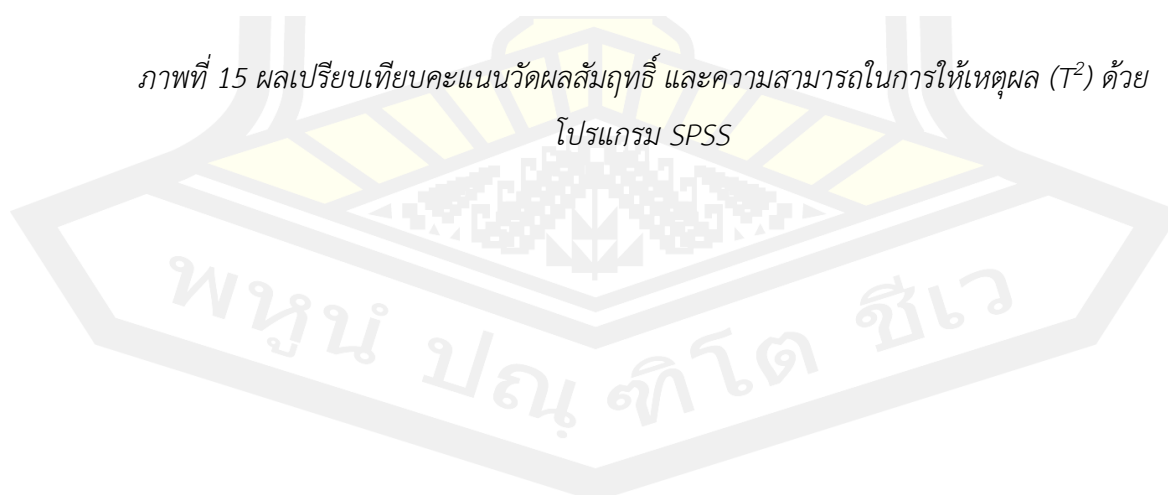 ภาพที่ 15 ผลเปรียบเทียบคะแนนวัดผลสัมฤทธิ์ และความสามารถในการให้เหตุผล (T²) ด้วย
โปรแกรม SPSS
พหูนํ ปณฺฑิโต ชีเว